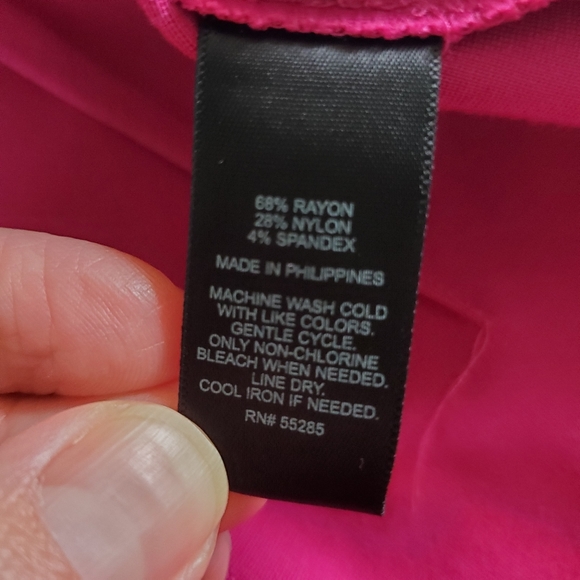 68% RAYON
28% NYLON
4% SPANDEX
MADE IN PHILIPPINES
MACHINE WASH COLD
WITH LIKE COLORS.
GENTLE CYCLE.
ONLY NON-CHLORINE
BLEACH WHEN NEEDED.
LINE DRY.
COOL IRON IF NEEDED.
RN# 55285